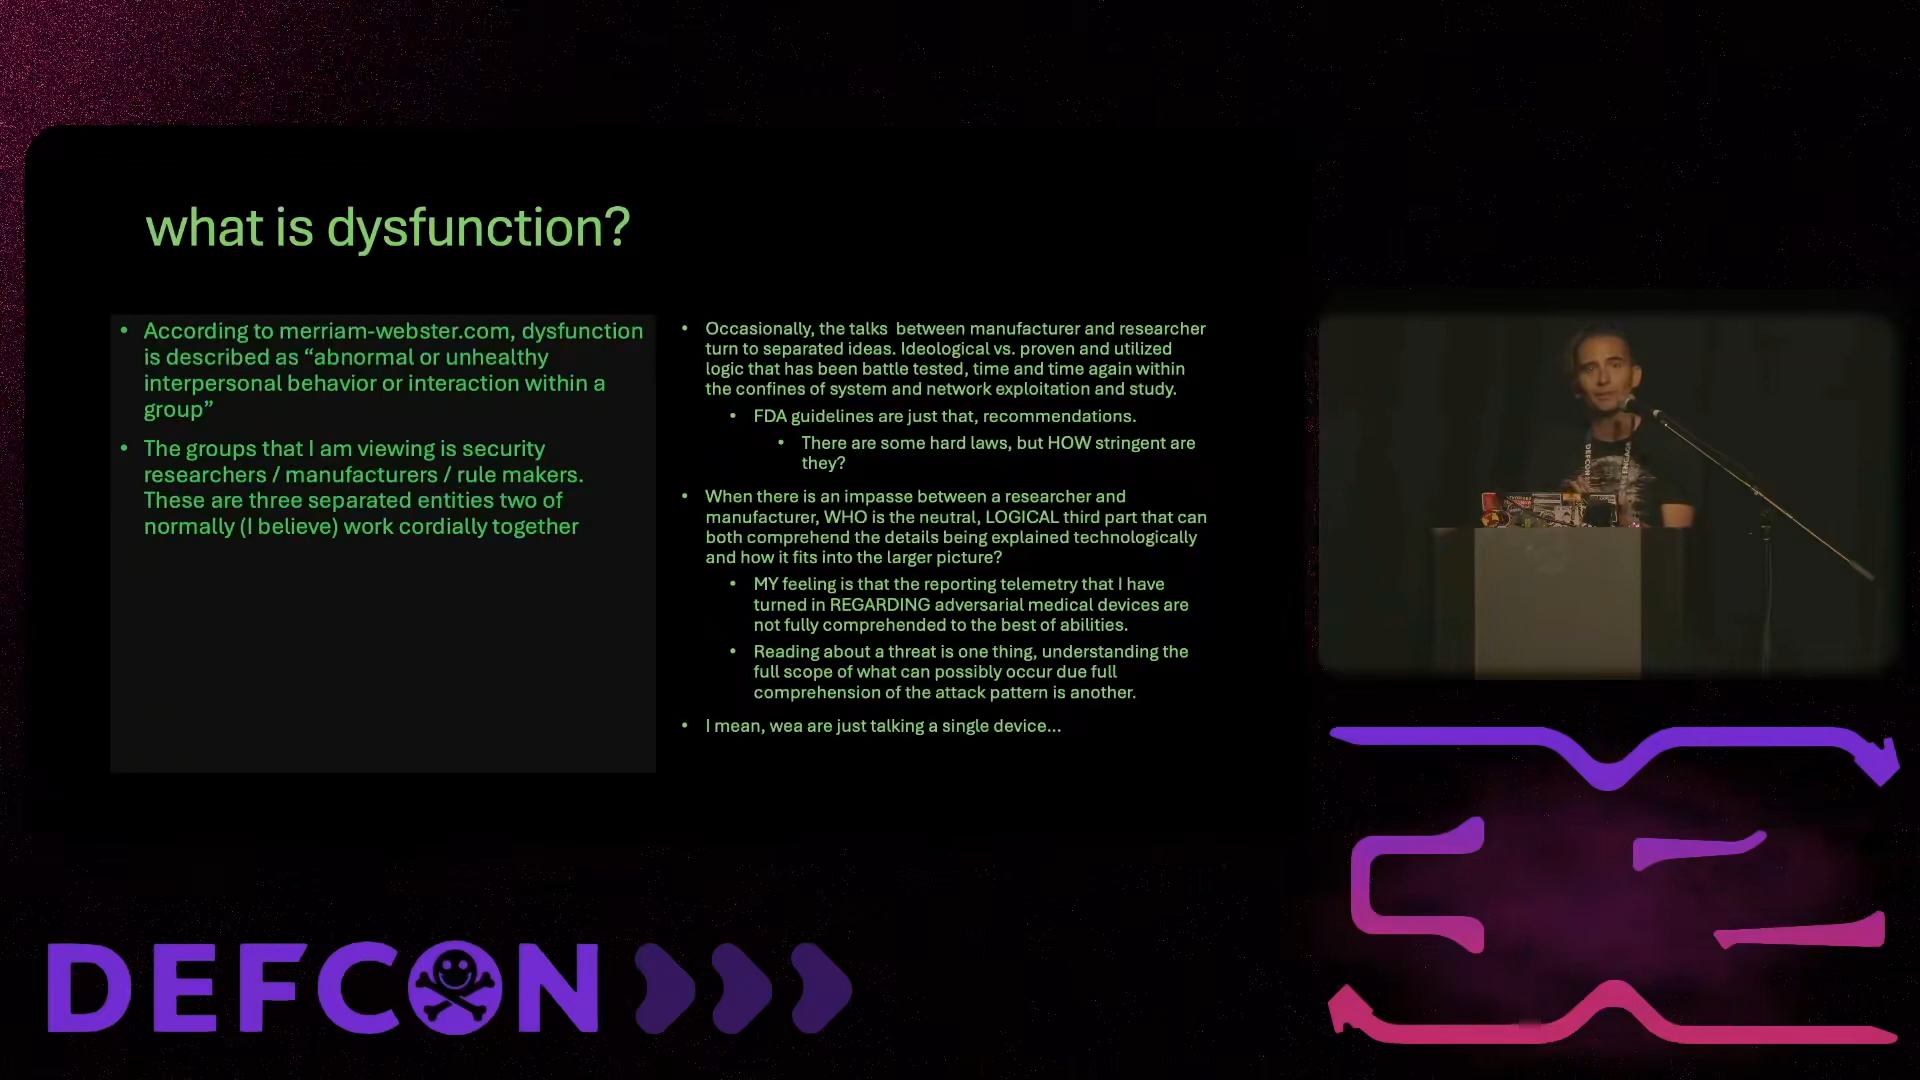 what is dysfunction?
• According to merriam-webster.com, dysfunction
is described as “abnormal or unhealthy
interpersonal behavior or interaction within a
group”
• The groups that I am viewing is security
researchers / manufacturers / rule makers.
These are three separated entities two of
normally (I believe) work cordially together
• Occasionally, the talks between manufacturer and researcher
turn to separated ideas. Ideological vs. proven and utilized
logic that has been battle tested, time and time again within
the confines of system and network exploitation and study.
• FDA guidelines are just that, recommendations.
• There are some hard laws, but HOW stringent are
they?
• When there is an impasse between a researcher and
manufacturer, WHO is the neutral, LOGICAL third part that can
both comprehend the details being explained technologically
and how it fits into the larger picture?
• MY feeling is that the reporting telemetry that I have
turned in REGARDING adversarial medical devices are
not fully comprehended to the best of abilities.
• Reading about a threat is one thing, understanding the
full scope of what can possibly occur due full
comprehension of the attack pattern is another.
• I mean, wea are just talking a single device...
DEFCON
DEFCON